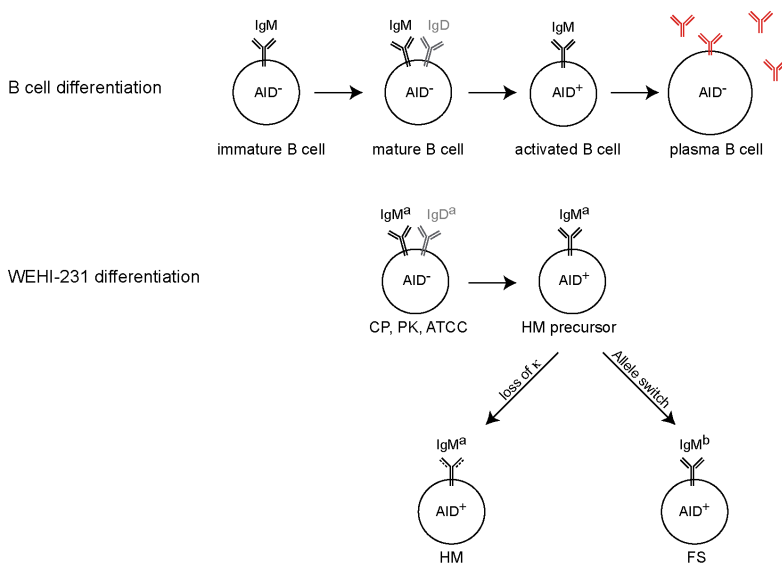 IgM
IgM IgD
IgM
B cell differentiation
AID-
AID-
AID+
AID-
immature B cell
mature B cell
activated B cell
plasma B cell
IgMa IgDa
IgMa
WEHI-231 differentiation
AID-
AID+
CP, PK, ATCC
HM precursor
loss of κ
Allele switch
IgMa
IgMb
AID+
AID+
HM
FS